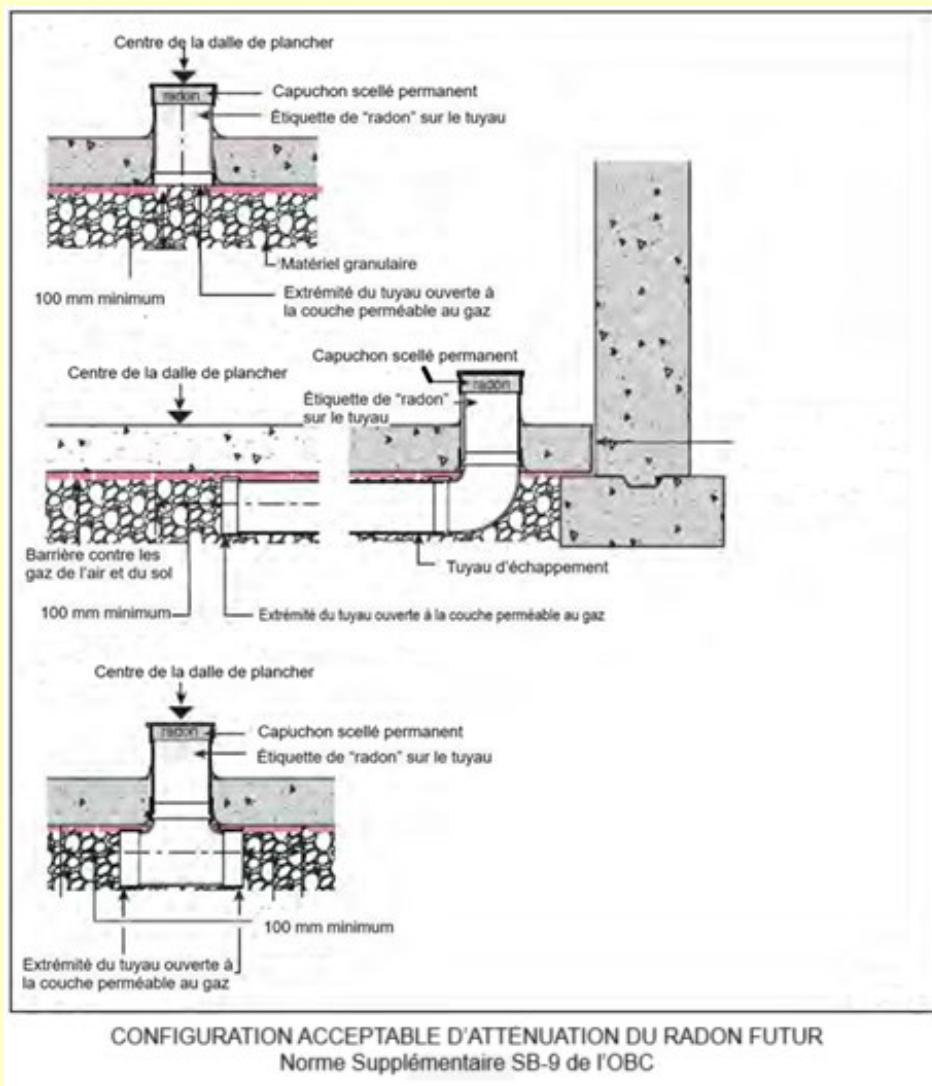 Centre de la dalle de plancher
radon
Capuchon scellé permanent
Étiquette de "radon" sur le tuyau
Matériel granulaire
100 mm minimum
Extrémité du tuyau ouverte à
la couche perméable au gaz
Capuchon scellé permanent
Centre de la dalle de plancher
radon
Étiquette de "radon"
sur le tuyau
Barrière contre les
gaz de l'air et du sol
Tuyau d'échappement
100 mm minimum
Extrémité du tuyau ouverte à la couche perméable au gaz
Centre de la dalle de plancher
radon
Capuchon scellé permanent
Étiquette de "radon" sur le tuyau
100 mm minimum
Extrémité du tuyau ouverte à
la couche perméable au gaz
CONFIGURATION ACCEPTABLE D'ATTENUATION DU RADON FUTUR
Norme Supplémentaire SB-9 de l'OBC